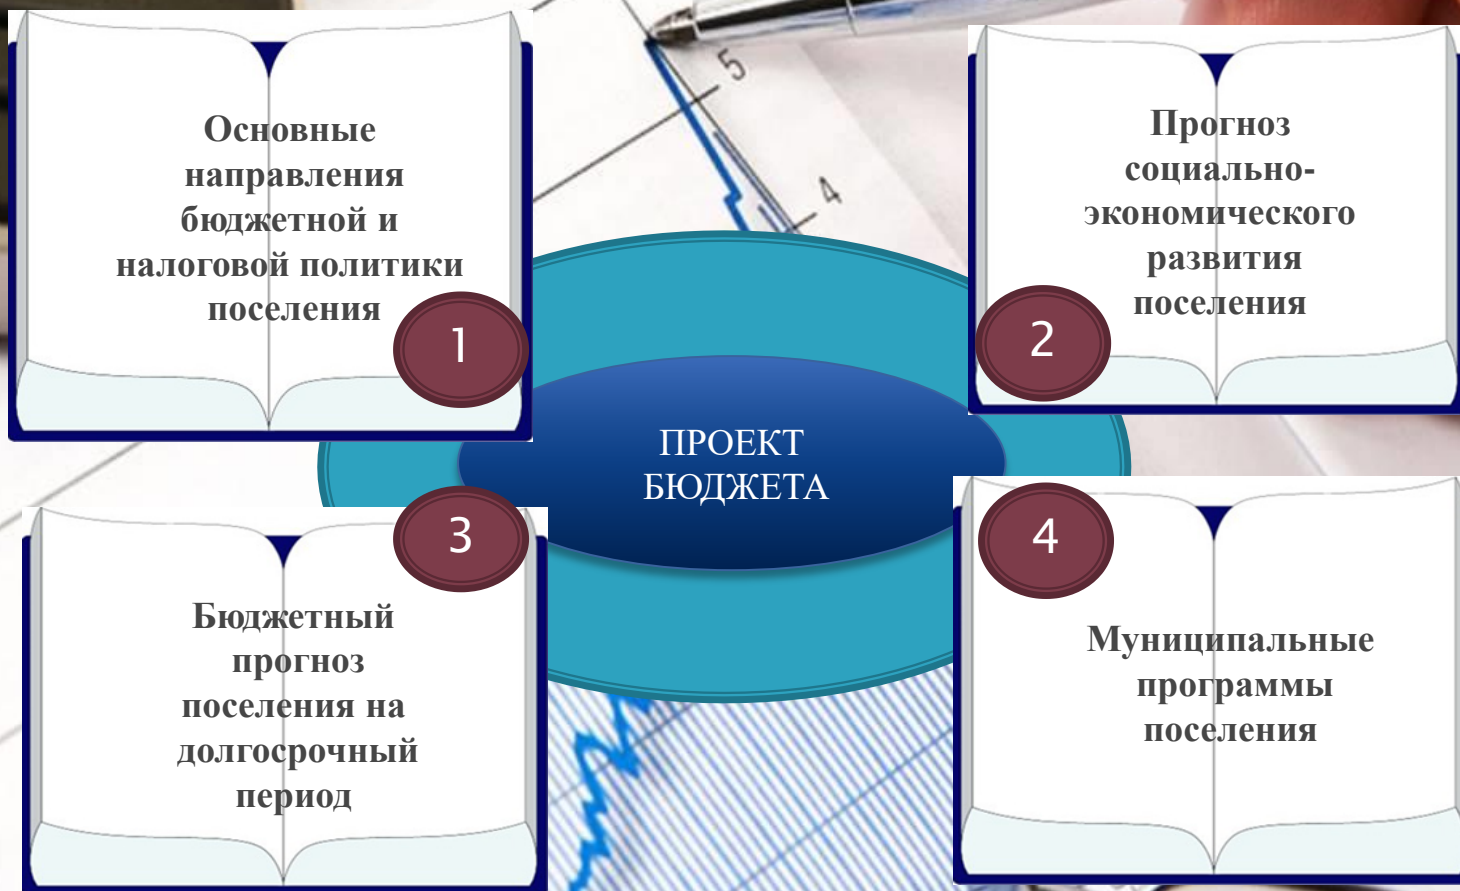 Основные
направления
бюджетной и
налоговой политики
поселения
1
Прогноз
социально-
экономического
развития
поселения
2
ПРОЕКТ
БЮДЖЕТА
3
Бюджетный
прогноз
поселения на
долгосрочный
период
4
Муниципальные
программы
поселения
5
4